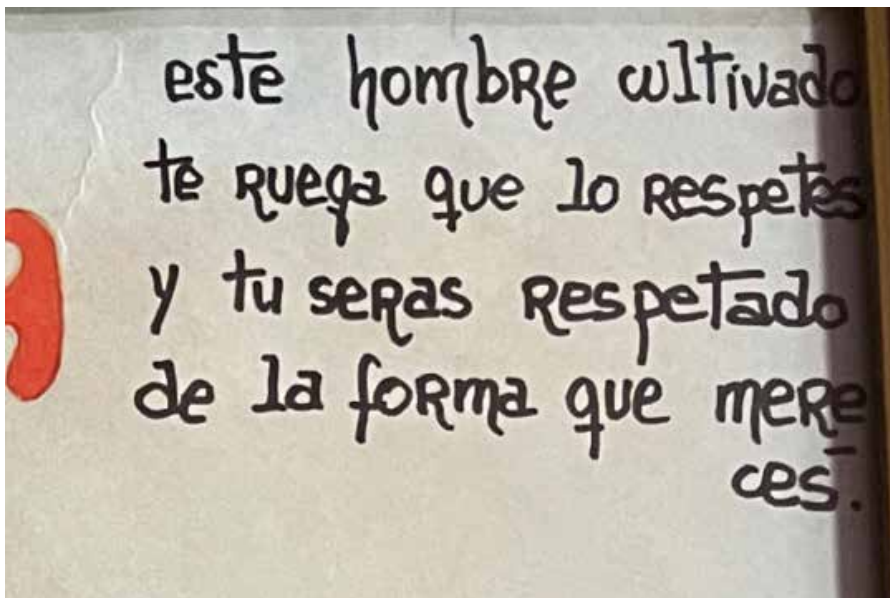 este hombRe cultivado
te Ruega que lo Respetes
y tu seRas Respetado
de la foRma que meRe-
ces.